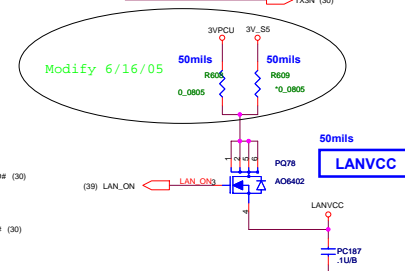 TXSN (30)
3VPCU 3V_S5
50mils 50mils
Modify 6/16/05
R608 R609
0_0805 *0_0805
50mils
1 2 5 6
PQ78
LANVCC
# (30)
(39) LAN_ON LAN_ON 3
AO6402
4
LANVCC
# (30)
PC187
.1U/B